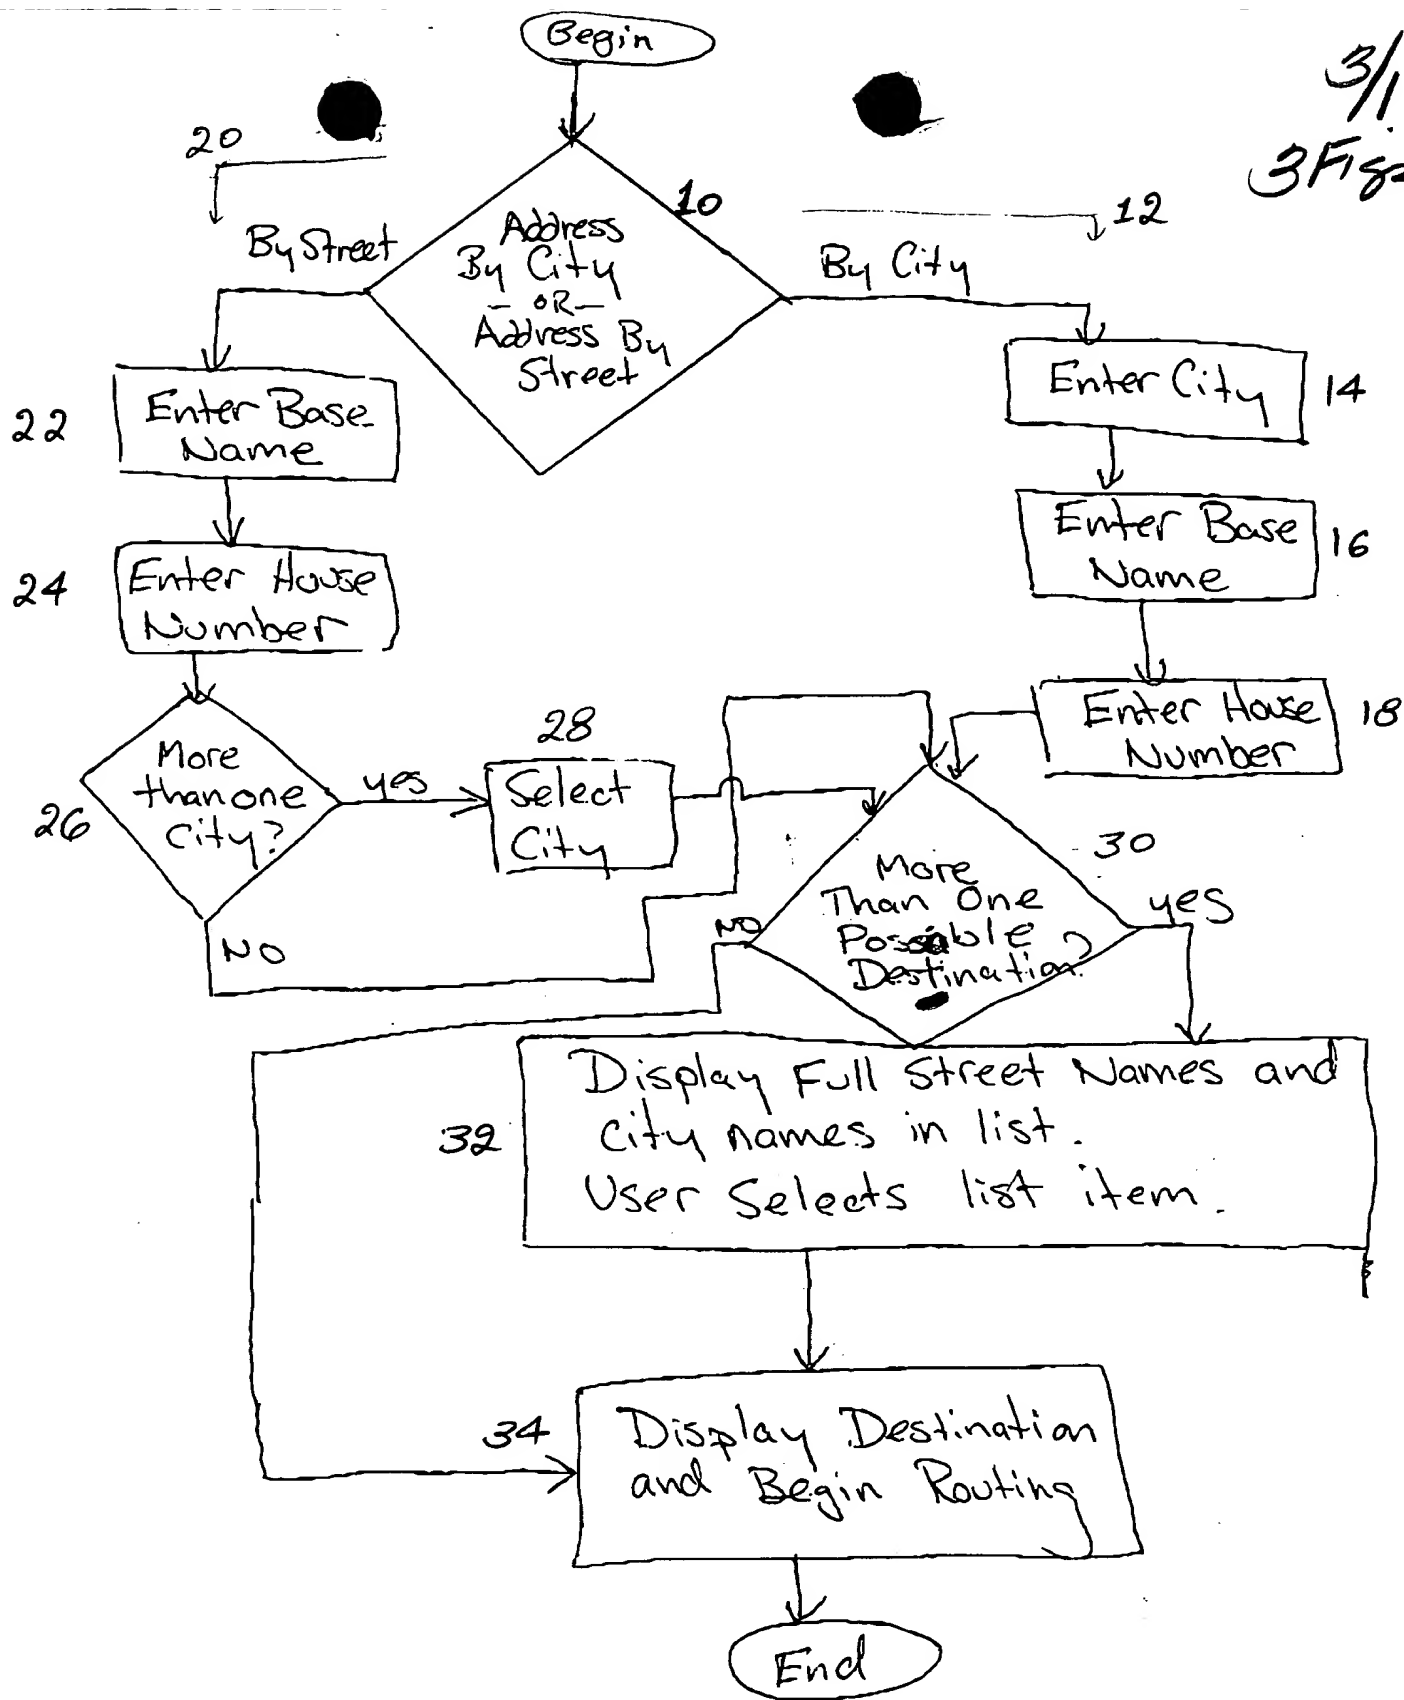 Begin
3/1
3 Figs
20
10
12
By Street
Address
By City
- OR -
Address By
Street
By City
22
Enter Base
Name
Enter City
14
24
Enter House
Number
Enter Base
Name
16
Enter House
Number
18
26
More
than one
City?
yes
NO
28
Select
City
30
More
Than One
Possible
Destination?
NO
yes
32
Display Full Street Names and
City names in list.
User Selects list item.
34
Display Destination
and Begin Routing
End